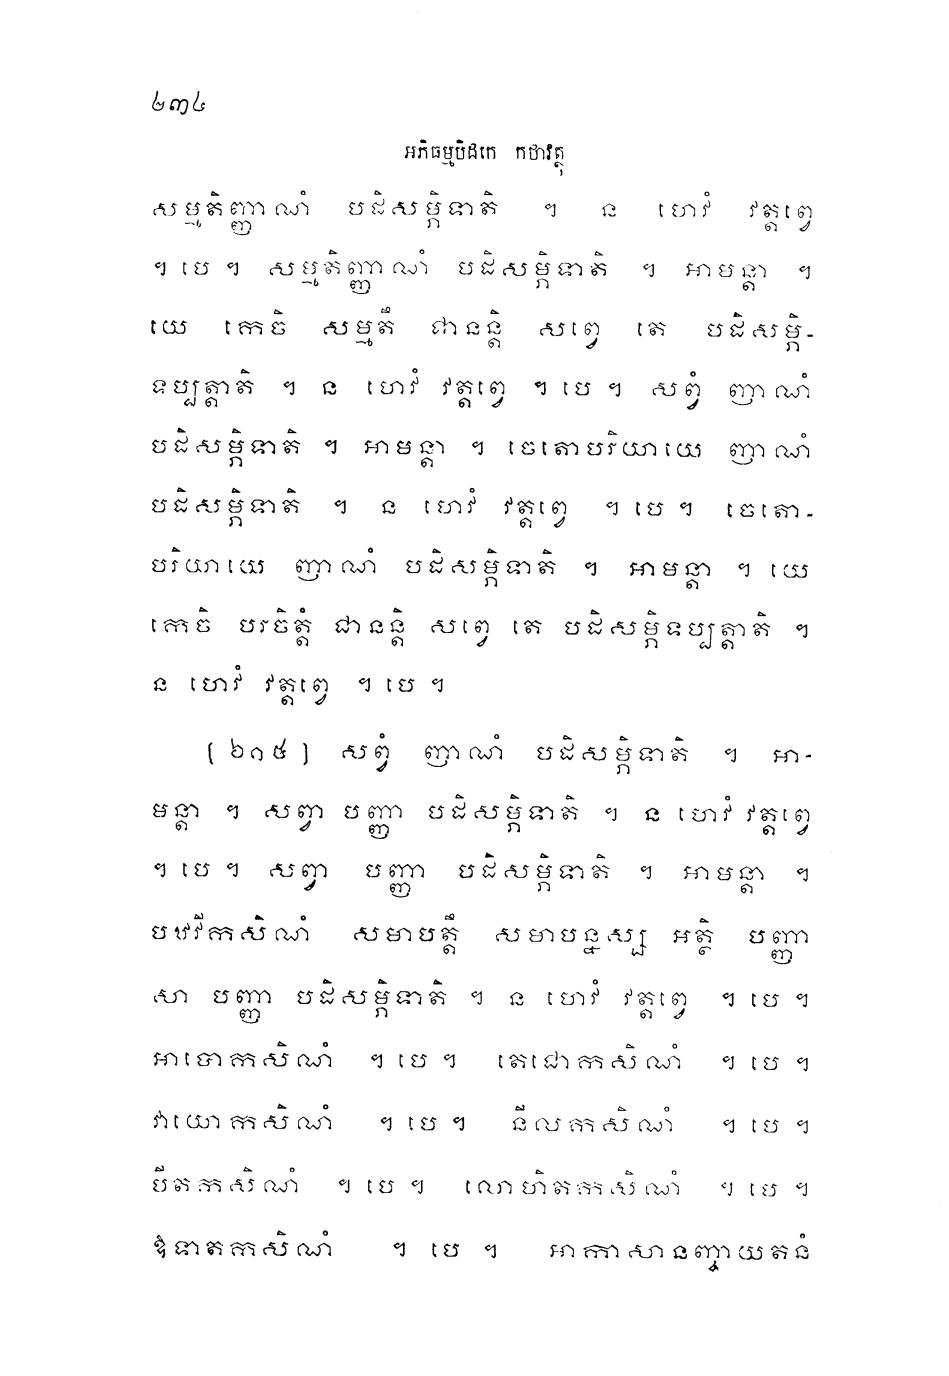 ២៣៤
អភិធម្មបិដកេ កថាវត្ថុ
សម្មតិញ្ញាណំ បដិសម្ភិទាតិ ។ ន ហេវំ វត្តព្វេ
។ បេ ។ សម្មតិញ្ញាណំ បដិសម្ភិទាតិ ។ អាមន្តា ។
យេ កេចិ សម្មតឹ ជានន្តិ សព្វេ តេ បដិសម្ភិ-
ទប្បត្តាតិ ។ ន ហេវំ វត្តព្វេ ។ បេ ។ សព្វំ ញាណំ
បដិសម្ភិទាតិ ។ អាមន្តា ។ ចេតោបរិយាយេ ញាណំ
បដិសម្ភិទាតិ ។ ន ហេវំ វត្តព្វេ ។ បេ ។ ចេតោ-
បរិយាយេ ញាណំ បដិសម្ភិទាតិ ។ អាមន្តា ។ យេ
កេចិ បរចិត្តំ ជានន្តិ សព្វេ តេ បដិសម្ភិទប្បត្តាតិ ។
ន ហេវំ វត្តព្វេ ។ បេ ។
[ ២១៥ ] សព្វំ ញាណំ បដិសម្ភិទាតិ ។ អា-
មន្តា ។ សព្វា បញ្ញា បដិសម្ភិទាតិ ។ ន ហេវំ វត្តព្វេ
។ បេ ។ សព្វា បញ្ញា បដិសម្ភិទាតិ ។ អាមន្តា ។
បឋវីកសិណំ សមាបត្តឹ សមាបន្នស្ស អត្ថិ បញ្ញា
សា បញ្ញា បដិសម្ភិទាតិ ។ ន ហេវំ វត្តព្វេ ។ បេ ។
អាបោកសិណំ ។ បេ ។ តេជោកសិណំ ។ បេ ។
វាយោកសិណំ ។ បេ ។ នីលកសិណំ ។ បេ ។
បីតកសិណំ ។ បេ ។ លោហិតកសិណំ ។ បេ ។
ឱទាតកសិណំ ។ បេ ។ អាកាសានញ្ចាយតនំ